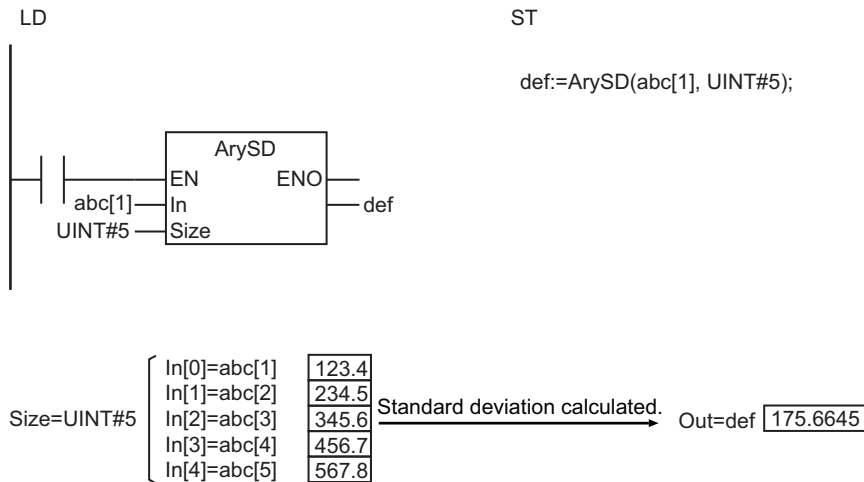 LD
ST
def:=ArySD(abc[1], UINT#5);
ArySD
EN ENO
abc[1] In def
UINT#5 Size
In[0]=abc[1] 123.4
In[1]=abc[2] 234.5
Size=UINT#5 In[2]=abc[3] 345.6 Standard deviation calculated. Out=def 175.6645
In[3]=abc[4] 456.7
In[4]=abc[5] 567.8